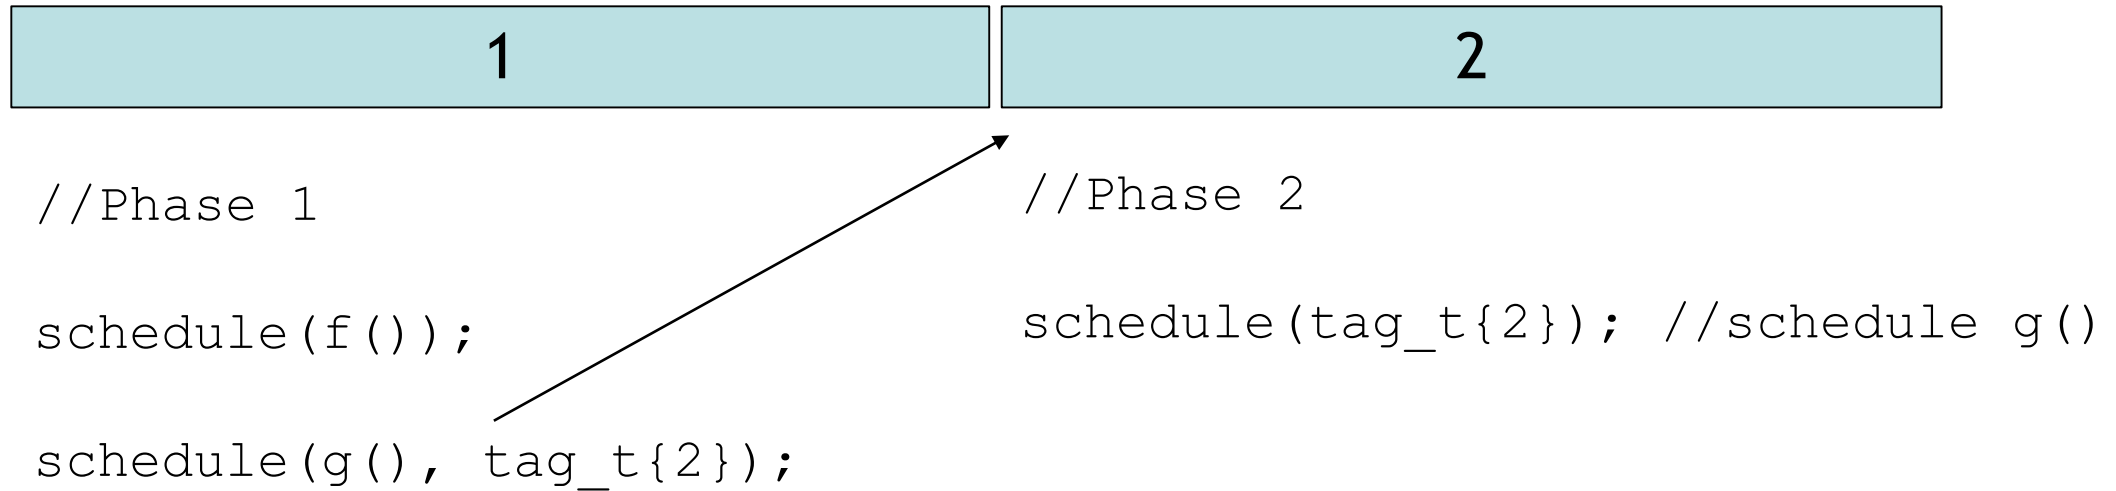 1
2
//Phase 1
schedule(f());
schedule(g(), tag_t{2});
//Phase 2
schedule(tag_t{2}); //schedule g()